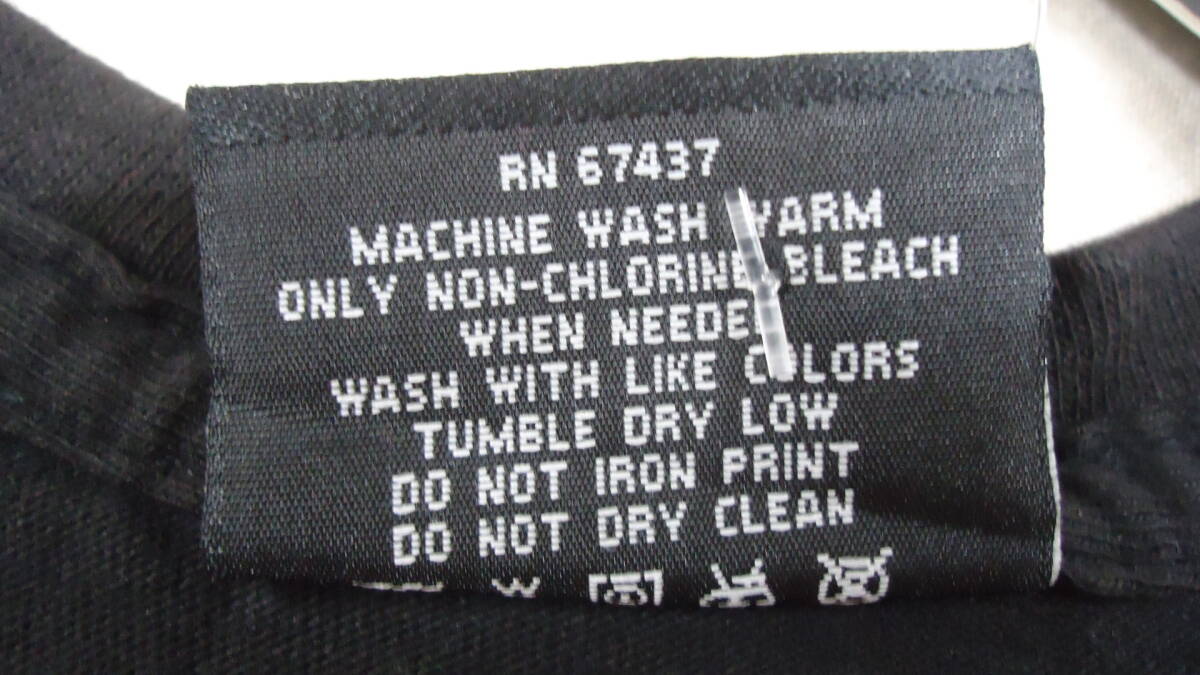 RN 67437
MACHINE WASH WARM
ONLY NON-CHLORINE BLEACH
WHEN NEEDED
WASH WITH LIKE COLORS
TUMBLE DRY LOW
DO NOT IRON PRINT
DO NOT DRY CLEAN